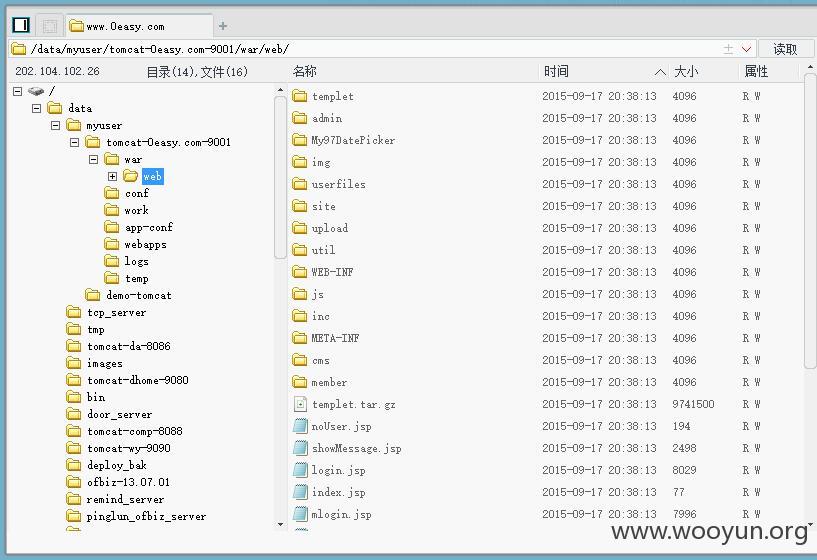 www.0easy.com
/data/myuser/tomcat-0easy.com-9001/war/web/ 读取
202.104.102.26 目录(14),文件(16) 名称 时间 大小 属性
/
data
myuser
tomcat-0easy.com-9001
war
web
conf
work
app-conf
webapps
logs
temp
demo-tomcat
tcp_server
tmp
tomcat-da-8086
images
tomcat-dhome-9080
bin
door_server
tomcat-comp-8088
tomcat-wy-9090
deploy_bak
ofbiz-13.07.01
remind_server
pinglun_ofbiz_server
templet 2015-09-17 20:38:13 4096 R W
admin 2015-09-17 20:38:13 4096 R W
My97DatePicker 2015-09-17 20:38:13 4096 R W
img 2015-09-17 20:38:13 4096 R W
userfiles 2015-09-17 20:38:13 4096 R W
site 2015-09-17 20:38:13 4096 R W
upload 2015-09-17 20:38:13 4096 R W
util 2015-09-17 20:38:13 4096 R W
WEB-INF 2015-09-17 20:38:13 4096 R W
js 2015-09-17 20:38:13 4096 R W
inc 2015-09-17 20:38:13 4096 R W
META-INF 2015-09-17 20:38:13 4096 R W
cms 2015-09-17 20:38:13 4096 R W
member 2015-09-17 20:38:13 4096 R W
templet.tar.gz 2015-09-17 20:38:13 9741500 R W
noUser.jsp 2015-09-17 20:38:13 194 R W
showMessage.jsp 2015-09-17 20:38:13 2498 R W
login.jsp 2015-09-17 20:38:13 8029 R W
index.jsp 2015-09-17 20:38:13 77 R W
mlogin.jsp 2015-09-17 20:38:13 7996 R W
www.wooyun.org